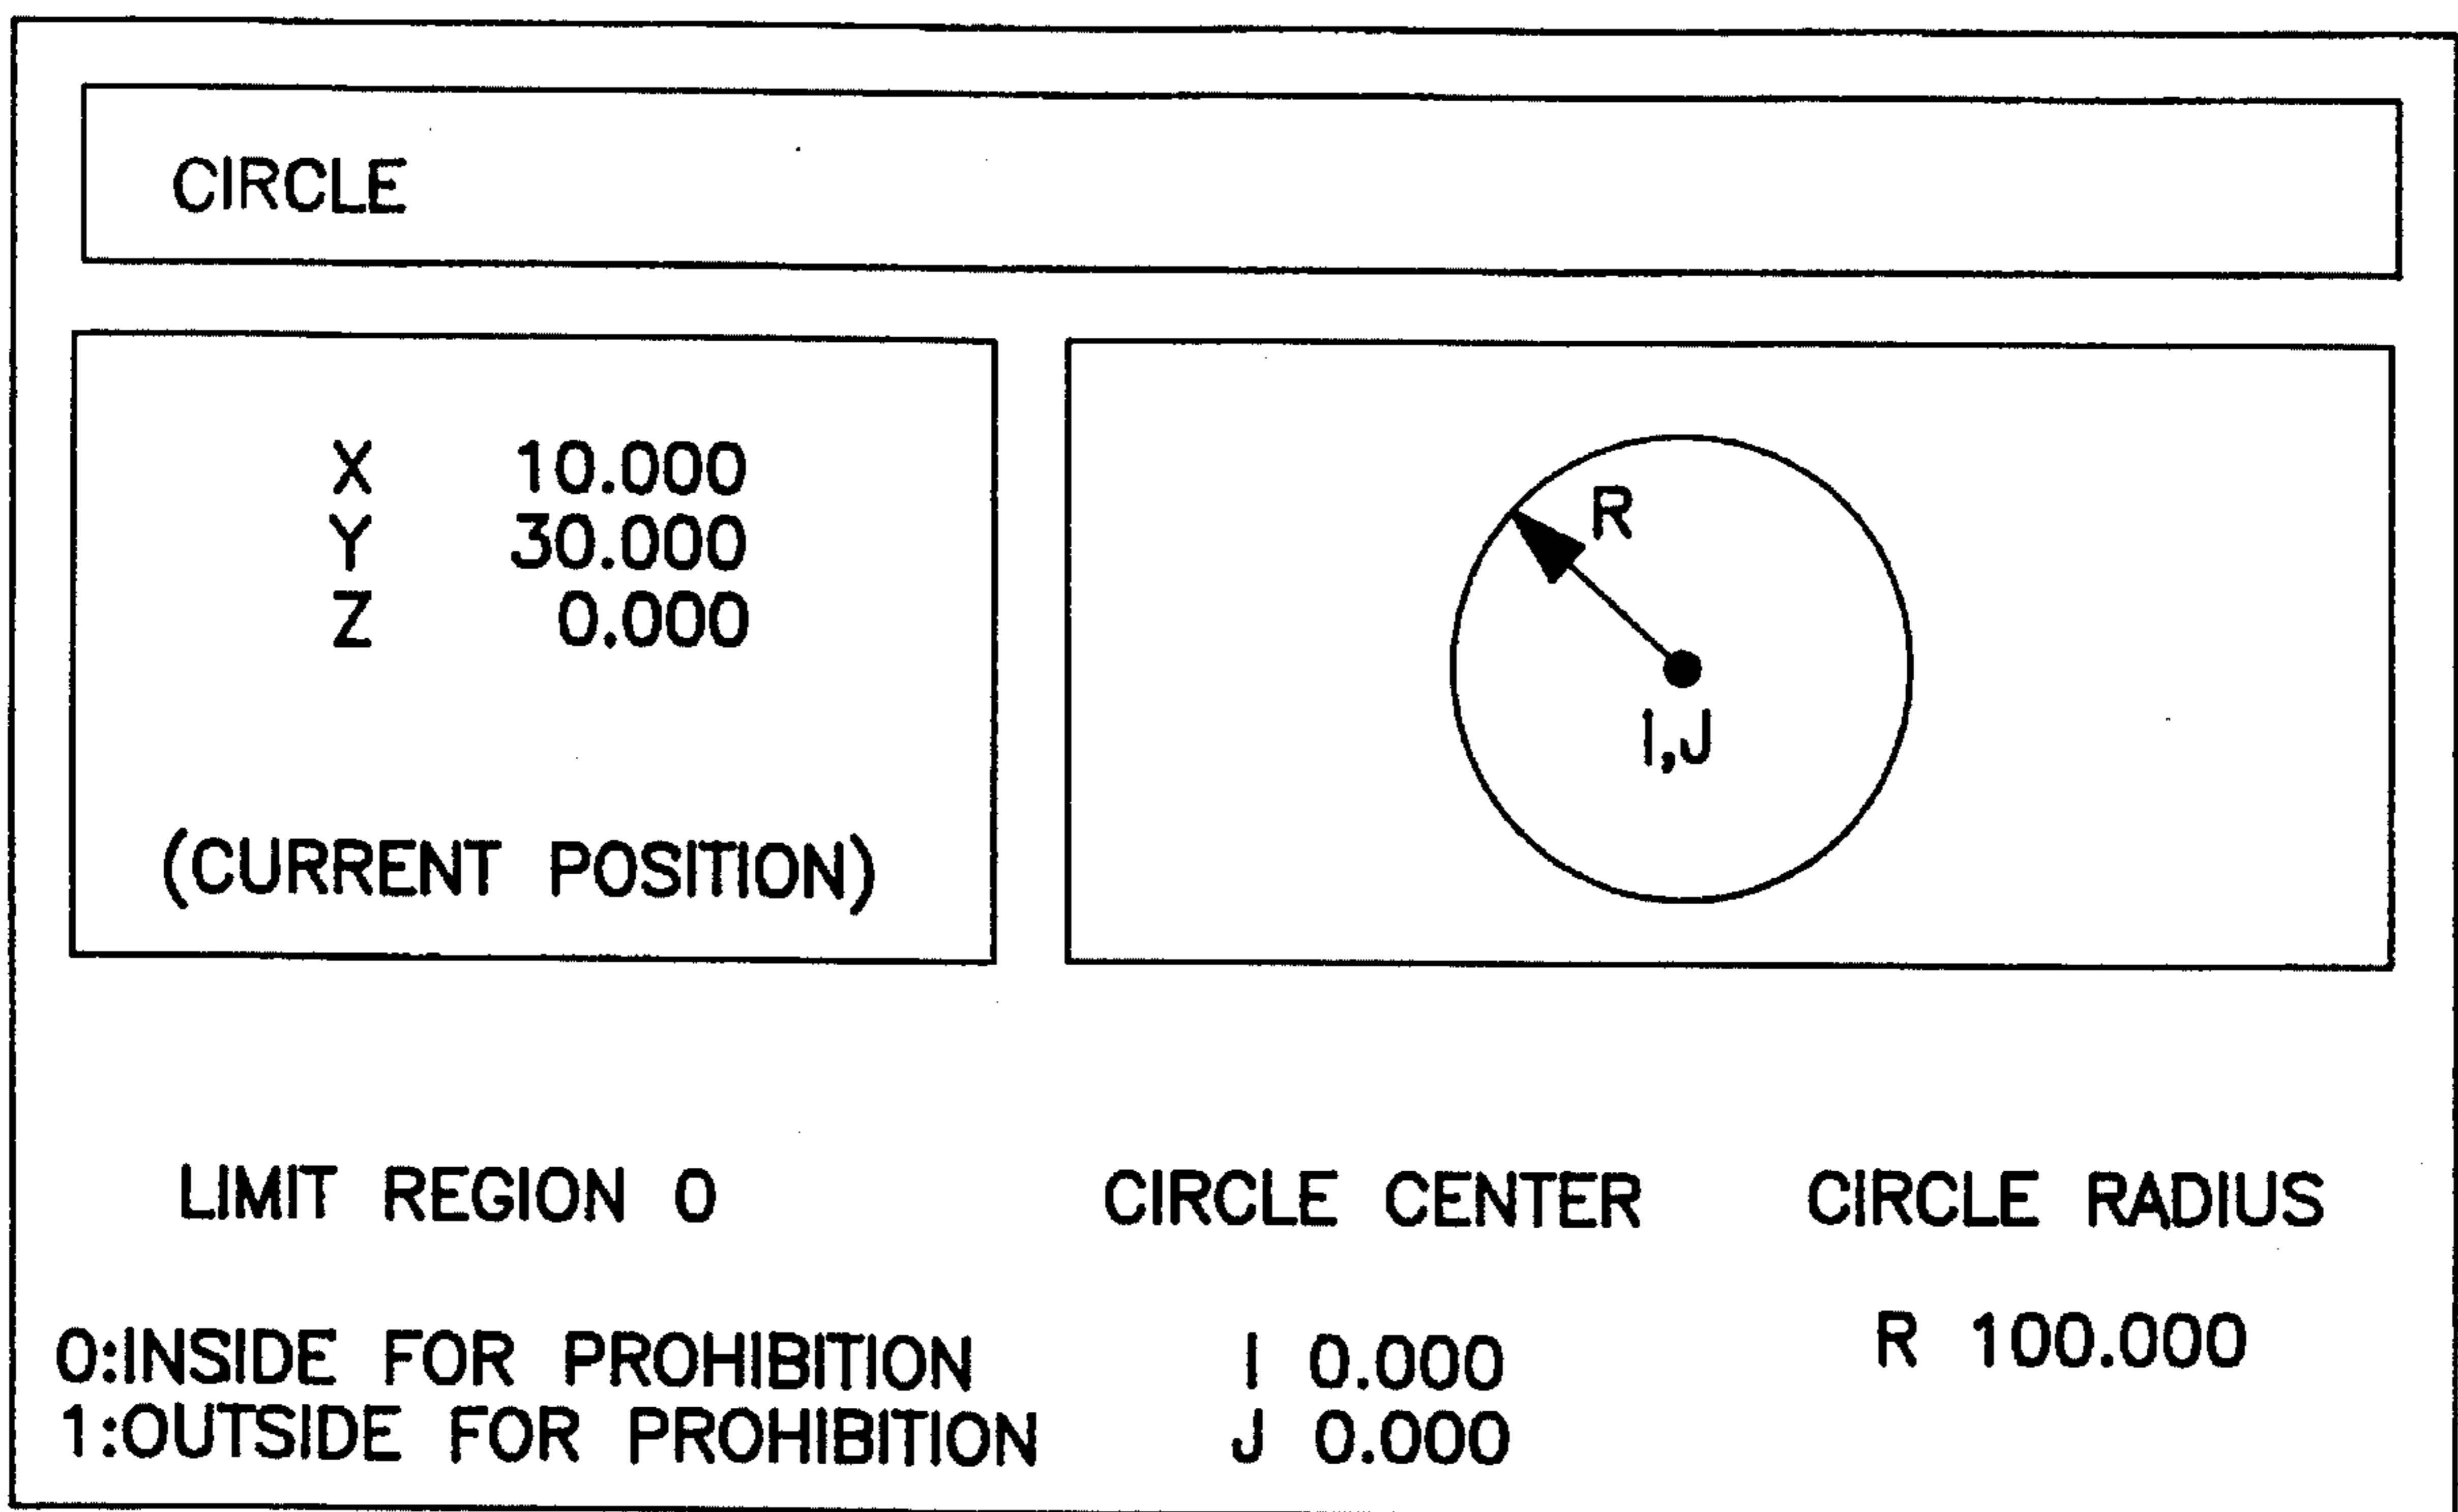 CIRCLE
X 10.000
Y 30.000
Z 0.000
(CURRENT POSITION)
R
I,J
LIMIT REGION 0
0:INSIDE FOR PROHIBITION
1:OUTSIDE FOR PROHIBITION
CIRCLE CENTER
I 0.000
J 0.000
CIRCLE RADIUS
R 100.000